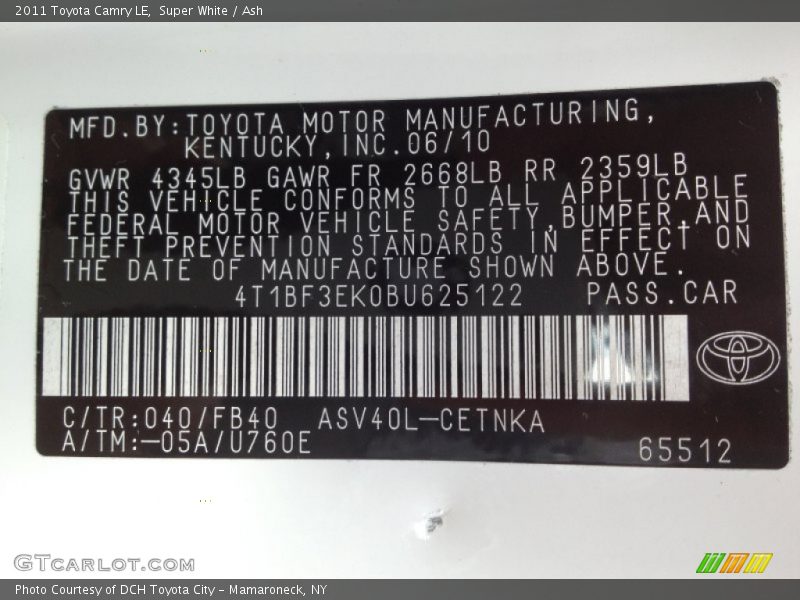 2011 Toyota Camry LE, Super White / Ash
MFD.BY:TOYOTA MOTOR MANUFACTURING,
KENTUCKY,INC.06/10
GVWR 4345LB GAWR FR 2668LB RR 2359LB
THIS VEHICLE CONFORMS TO ALL APPLICABLE
FEDERAL MOTOR VEHICLE SAFETY,BUMPER,AND
THEFT PREVENTION STANDARDS IN EFFECT ON
THE DATE OF MANUFACTURE SHOWN ABOVE.
4T1BF3EK0BU625122 PASS.CAR
C/TR:040/FB40 ASV40L-CETNKA
A/TM:-05A/U760E
65512
GTCARLOT.COM
Photo Courtesy of DCH Toyota City - Mamaroneck, NY